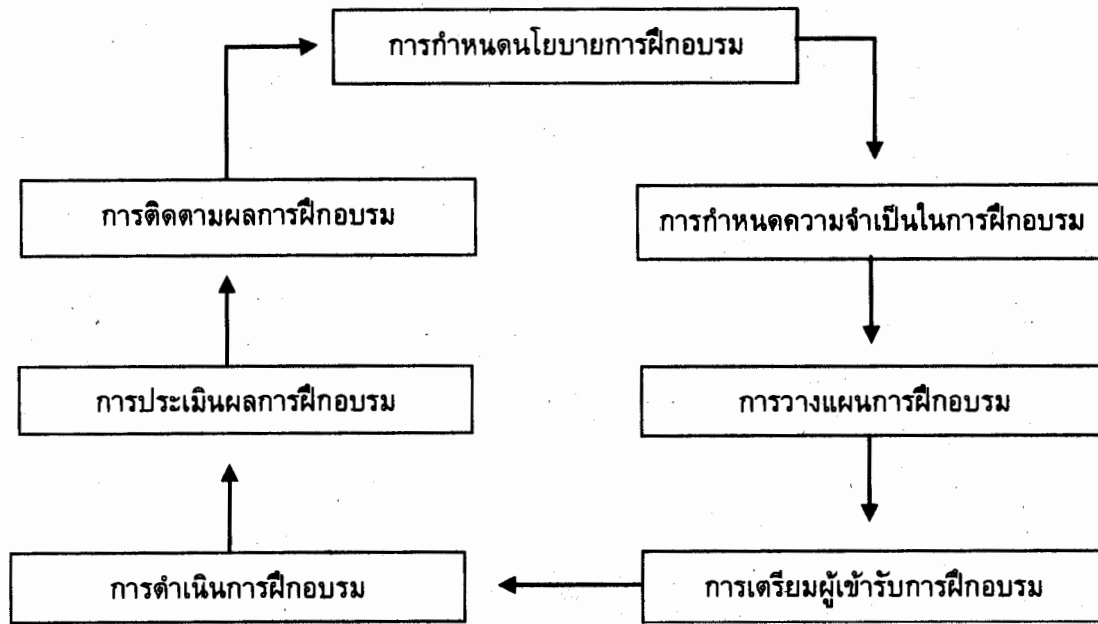 การกำหนดนโยบายการฝึกอบรม
การติดตามผลการฝึกอบรม
การกำหนดความจำเป็นในการฝึกอบรม
การประเมินผลการฝึกอบรม
การวางแผนการฝึกอบรม
การดำเนินการฝึกอบรม
การเตรียมผู้เข้ารับการฝึกอบรม